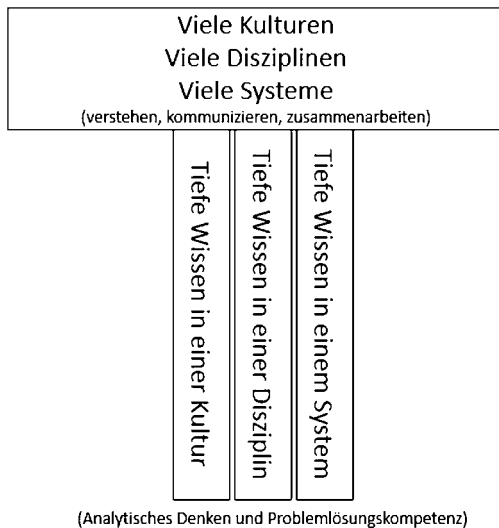 Viele Kulturen
Viele Disziplinen
Viele Systeme
(verstehen, kommunizieren, zusammenarbeiten)
Tiefe Wissen in einer Kultur
Tiefe Wissen in einer Disziplin
Tiefe Wissen in einem System
(Analytisches Denken und Problemlösungskompetenz)